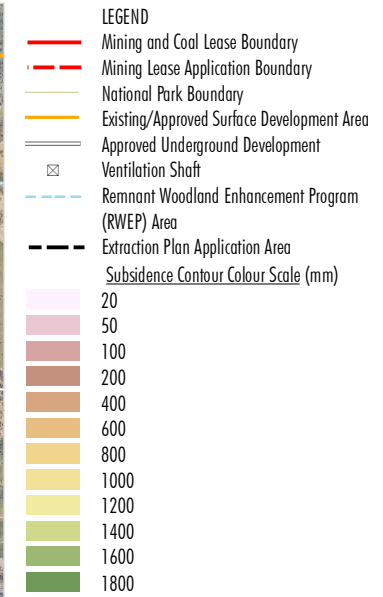 LEGEND
Mining and Coal Lease Boundary
Mining Lease Application Boundary
National Park Boundary
Existing/Approved Surface Development Area
Approved Underground Development
Ventilation Shaft
Remnant Woodland Enhancement Program
(RWEP) Area
Extraction Plan Application Area
Subsidence Contour Colour Scale (mm)
20
50
100
200
400
600
800
1000
1200
1400
1600
1800